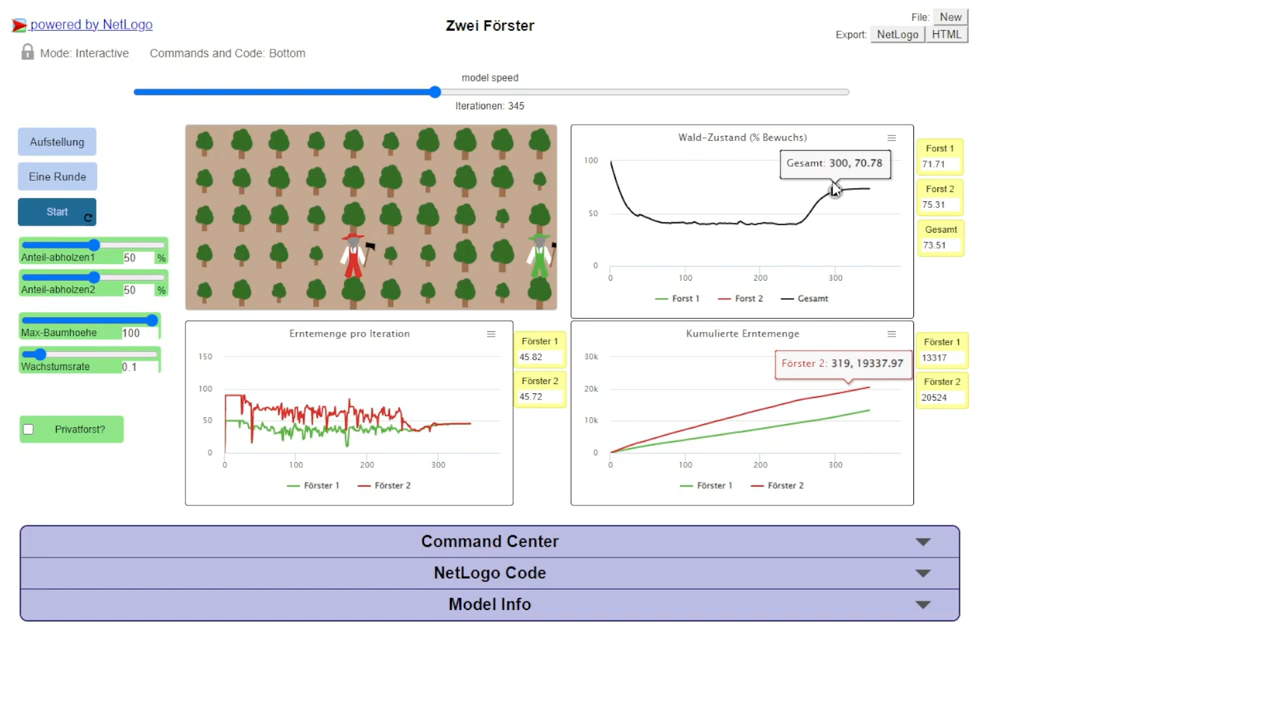 powered by NetLogo
Zwei Förster
File: New
Export: NetLogo HTML
Mode: Interactive Commands and Code: Bottom
model speed
Iterationen: 345
Aufstellung
Eine Runde
Start
Anteil-abholzen1 50 %
Anteil-abholzen2 50 %
Max-Baumhoehe 100
Wachstumsrate 0.1
Privatforst?
Wald-Zustand (% Bewuchs)
Gesamt: 300, 70.78
100
50
0
0 100 200 300
Forst 1 Forst 2 Gesamt
Forst 1
71.71
Forst 2
75.31
Gesamt
73.51
Erntemenge pro Iteration
150
100
50
0
0 100 200 300
Förster 1 Förster 2
Förster 1
45.82
Förster 2
45.72
Kumulierte Erntemenge
Förster 2: 319, 19337.97
30k
20k
10k
0
0 100 200 300
Förster 1 Förster 2
Förster 1
13317
Förster 2
20524
Command Center
NetLogo Code
Model Info